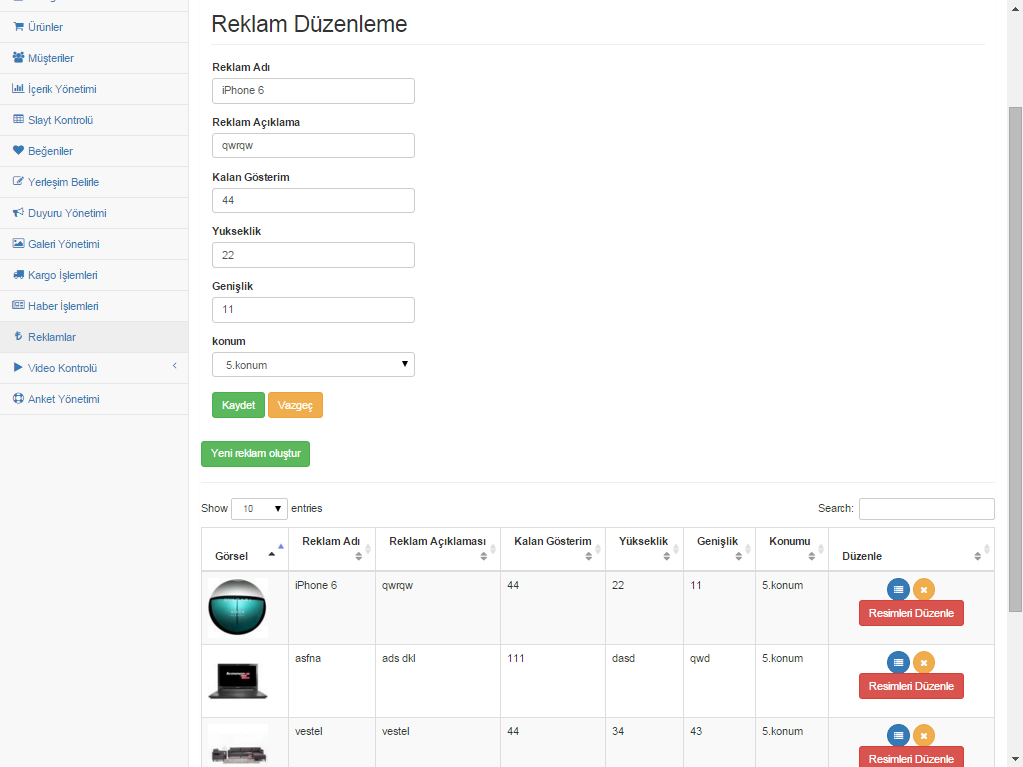 Reklam Düzenleme
Ürünler
Müşteriler
İçerik Yönetimi
Slayt Kontrolü
Beğeniler
Yerleşim Belirle
Duyuru Yönetimi
Galeri Yönetimi
Kargo İşlemleri
Haber İşlemleri
Reklamlar
Video Kontrolü
Anket Yönetimi
Reklam Adı
iPhone 6
Reklam Açıklama
qwrqw
Kalan Gösterim
44
Yukseklik
22
Genişlik
11
konum
5.konum
Kaydet Vazgeç
Yeni reklam oluştur
Show 10 entries Search:
Görsel Reklam Adı Reklam Açıklaması Kalan Gösterim Yükseklik Genişlik Konumu Düzenle
iPhone 6 qwrqw 44 22 11 5.konum
Resimleri Düzenle
asfna ads dkl 111 dasd qwd 5.konum
Resimleri Düzenle
vestel vestel 44 34 43 5.konum
Resimleri Düzenle